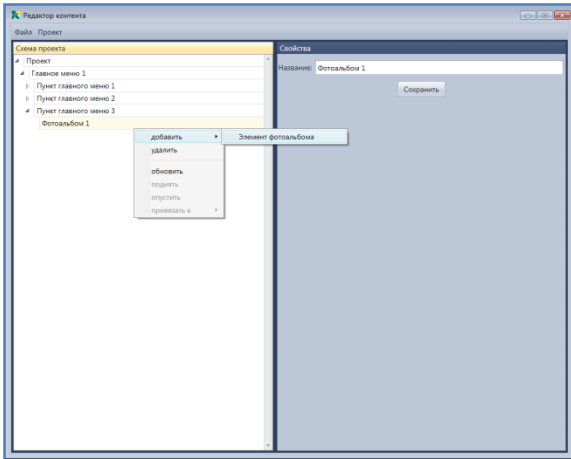 Редактор контента
Файл Проект
Схема проекта
Свойства
Проект
Название: Фотоальбом 1
Главное меню 1
Сохранить
Пункт главного меню 1
Пункт главного меню 2
Пункт главного меню 3
Фотоальбом 1
добавить
Элемент фотоальбома
удалить
обновить
поднять
опустить
привязать к